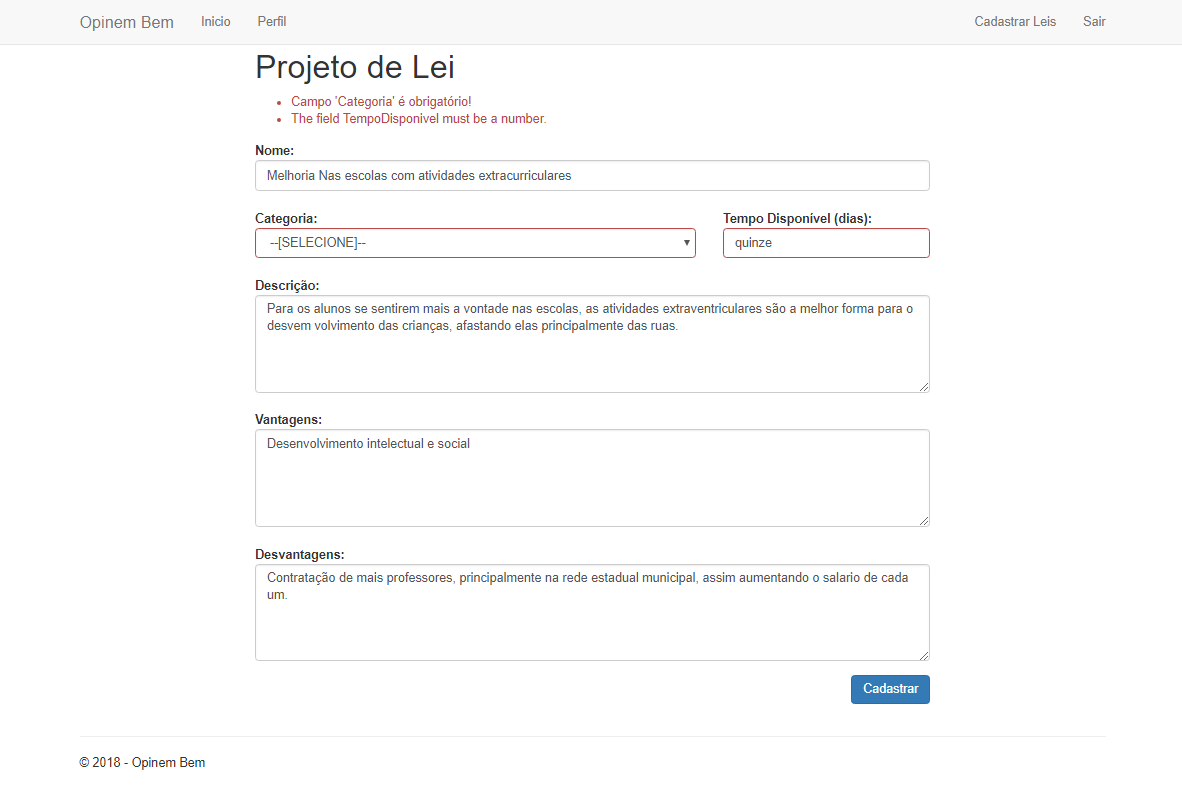 Opinem Bem Inicio Perfil Cadastrar Leis Sair
Projeto de Lei
Campo 'Categoria' é obrigatório!
The field TempoDisponivel must be a number.
Nome:
Melhoria Nas escolas com atividades extracurriculares
Categoria: Tempo Disponível (dias):
--[SELECIONE]-- quinze
Descrição:
Para os alunos se sentirem mais a vontade nas escolas, as atividades extraventriculares são a melhor forma para o
desvem volvimento das crianças, afastando elas principalmente das ruas.
Vantagens:
Desenvolvimento intelectual e social
Desvantagens:
Contratação de mais professores, principalmente na rede estadual municipal, assim aumentando o salario de cada
um.
Cadastrar
© 2018 - Opinem Bem